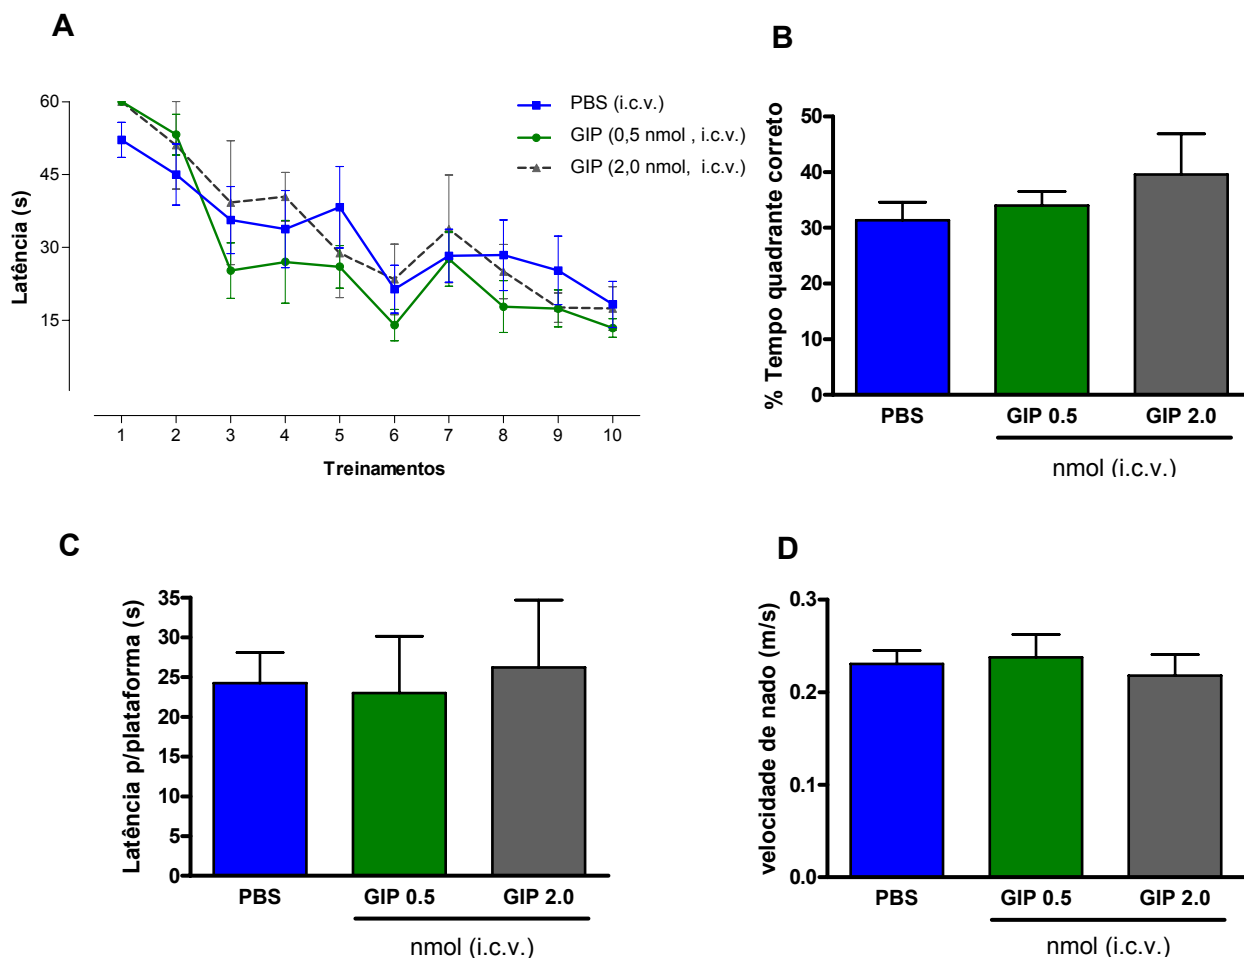 A
60
45
30
15
Latência (s)
PBS (i.c.v.)
GIP (0,5 nmol , i.c.v.)
GIP (2,0 nmol, i.c.v.)
1 2 3 4 5 6 7 8 9 10
Treinamentos
B
50
40
30
20
10
0
% Tempo quadrante correto
PBS GIP 0.5 GIP 2.0
nmol (i.c.v.)
C
35
30
25
20
15
10
5
0
Latência p/plataforma (s)
PBS GIP 0.5 GIP 2.0
nmol (i.c.v.)
D
0.3
0.2
0.1
0.0
velocidade de nado (m/s)
PBS GIP 0.5 GIP 2.0
nmol (i.c.v.)